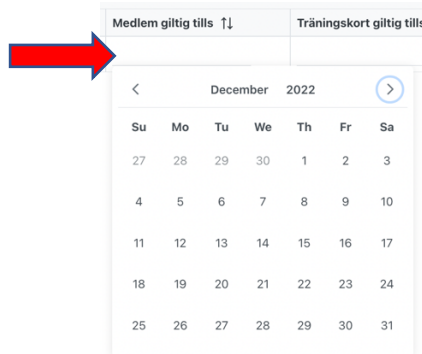 Medlem giltig tills ↑↓ Träningskort giltig tills
< December 2022 >
Su Mo Tu We Th Fr Sa
27 28 29 30 1 2 3
4 5 6 7 8 9 10
11 12 13 14 15 16 17
18 19 20 21 22 23 24
25 26 27 28 29 30 31